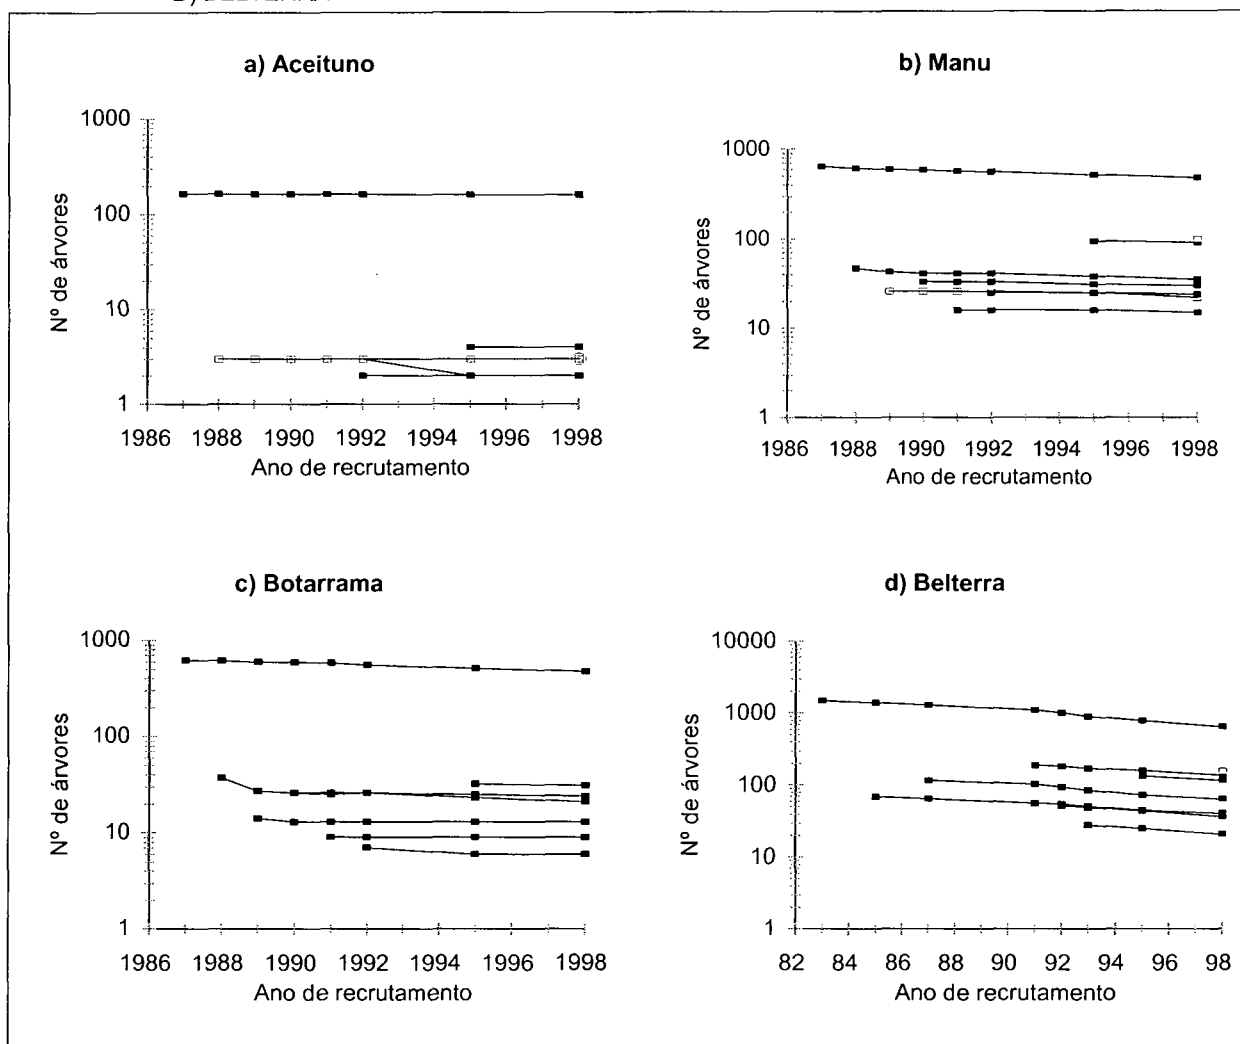 a) Aceituno
1000
100
10
1
Nº de árvores
1986 1988 1990 1992 1994 1996 1998
Ano de recrutamento
b) Manu
1000
100
10
1
Nº de árvores
1986 1988 1990 1992 1994 1996 1998
Ano de recrutamento
c) Botarrama
1000
100
10
1
Nº de árvores
1986 1988 1990 1992 1994 1996 1998
Ano de recrutamento
d) Belterra
10000
1000
100
10
1
Nº de árvores
82 84 86 88 90 92 94 96 98
Ano de recrutamento